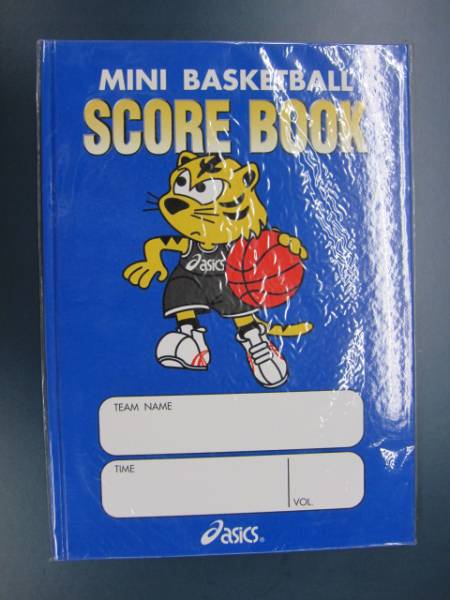 MINI BASKETBALL
SCORE BOOK
asics
TEAM NAME
TIME
VOL.
asics®